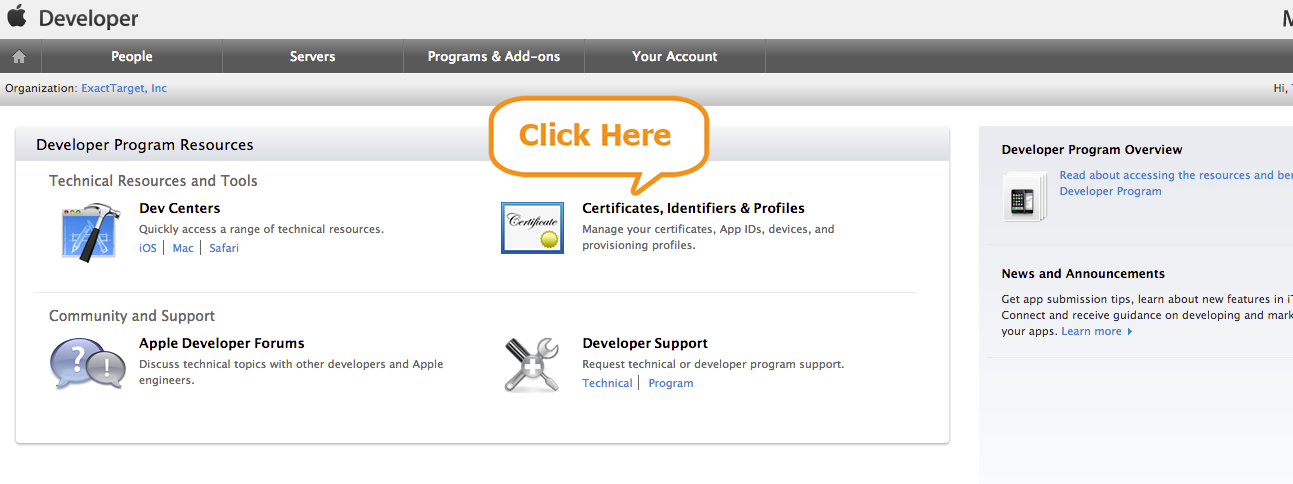 Developer
People Servers Programs & Add-ons Your Account
Organization: ExactTarget, Inc
Hi,
Click Here
Developer Program Resources
Technical Resources and Tools
Dev Centers
Quickly access a range of technical resources.
iOS | Mac | Safari
Certificate
Certificates, Identifiers & Profiles
Manage your certificates, App IDs, devices, and
provisioning profiles.
Community and Support
Apple Developer Forums
Discuss technical topics with other developers and Apple
engineers.
Developer Support
Request technical or developer program support.
Technical | Program
Developer Program Overview
Read about accessing the resources and
Developer Program
News and Announcements
Get app submission tips, learn about new features in
Connect and receive guidance on developing and
your apps. Learn more